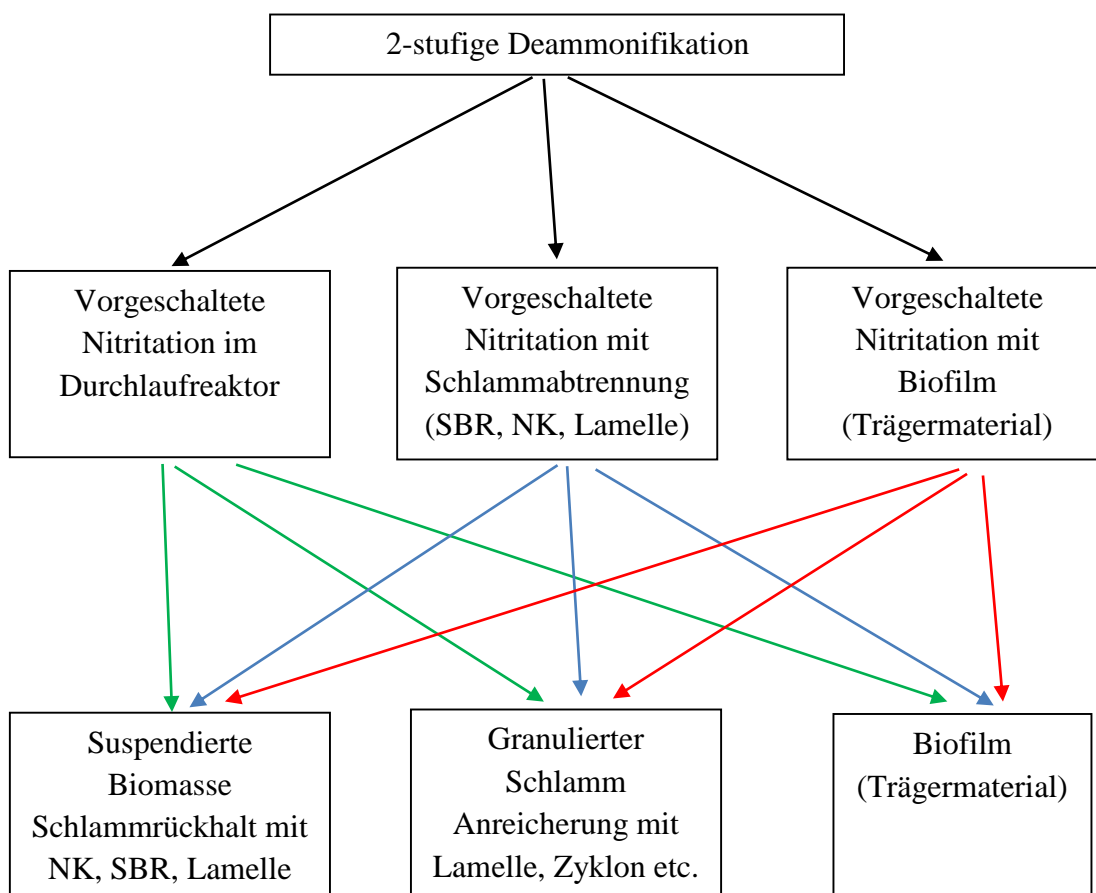 2-stufige Deammonifikation
Vorgeschaltete
Nitritation im
Durchlaufreaktor
Vorgeschaltete
Nitritation mit
Schlammabtrennung
(SBR, NK, Lamelle)
Vorgeschaltete
Nitritation mit
Biofilm
(Trägermaterial)
Suspendierte
Biomasse
Schlammrückhalt mit
NK, SBR, Lamelle
Granulierter
Schlamm
Anreicherung mit
Lamelle, Zyklon etc.
Biofilm
(Trägermaterial)